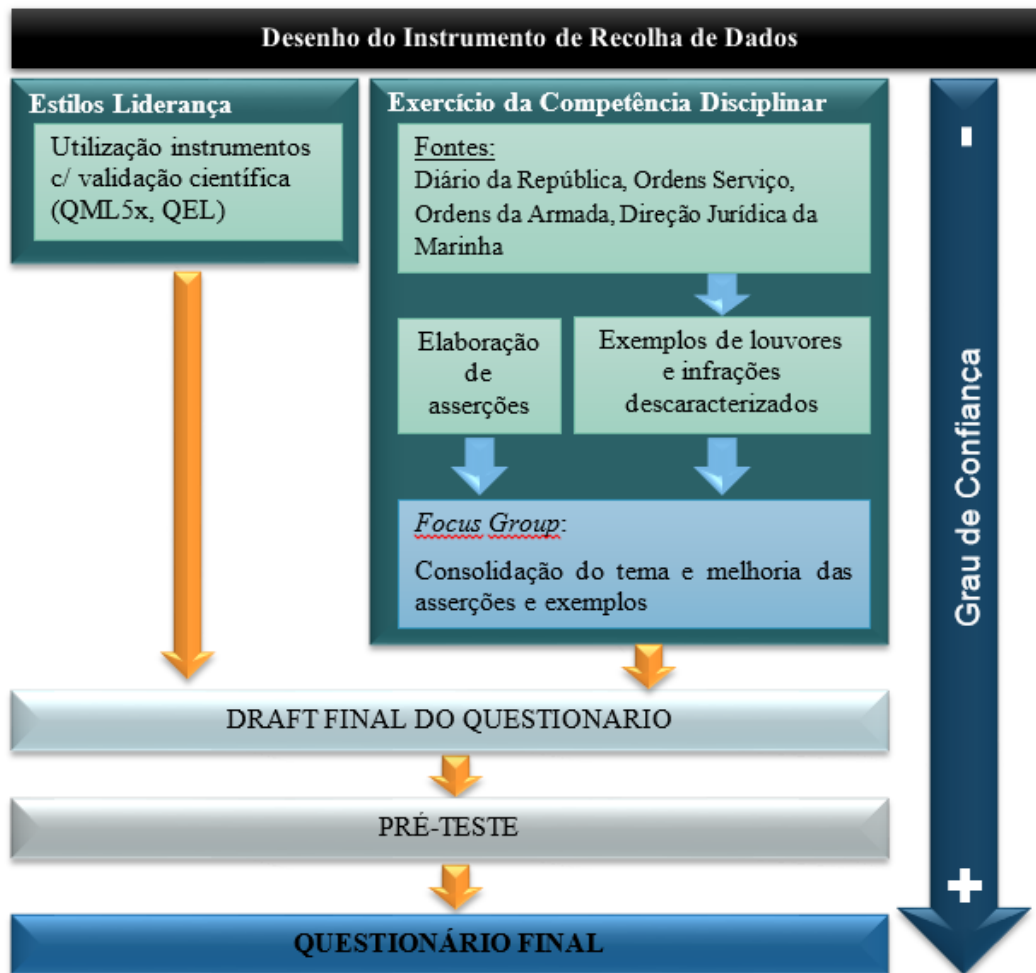 Desenho do Instrumento de Recolha de Dados
Estilos Liderança
Utilização instrumentos
c/ validação científica
(QML5x, QEL)
Exercício da Competência Disciplinar
Fontes:
Diário da República, Ordens Serviço,
Ordens da Armada, Direção Jurídica da
Marinha
Elaboração
de
asserções
Exemplos de louvores
e infrações
descaracterizados
Focus Group:
Consolidação do tema e melhoria das
asserções e exemplos
DRAFT FINAL DO QUESTIONARIO
PRÉ-TESTE
QUESTIONÁRIO FINAL
-
Grau de Confiança
+